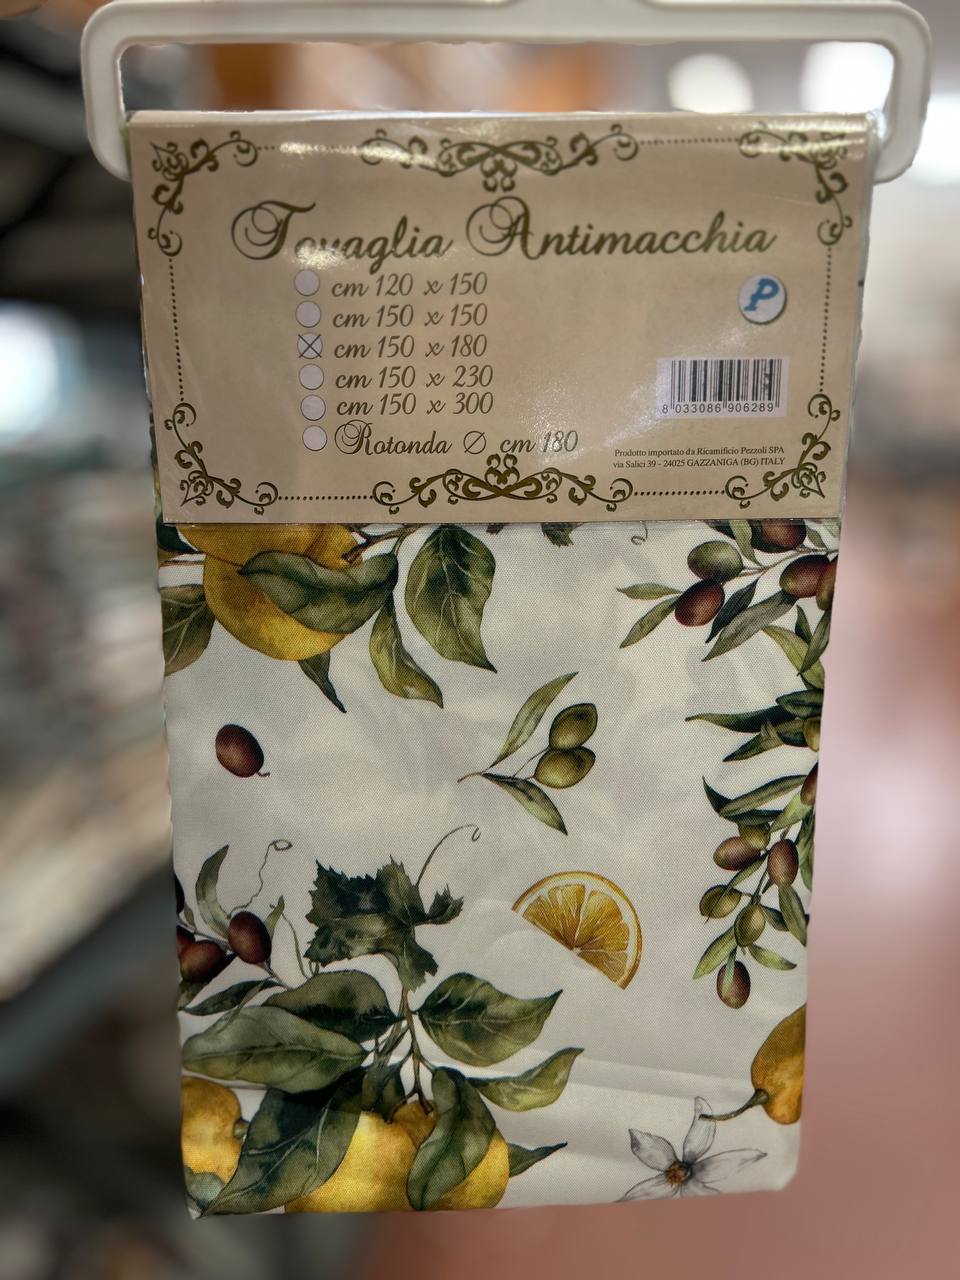 Tovaglia Antimacchia
cm 120 x 150
cm 150 x 150
cm 150 x 180
cm 150 x 230
cm 150 x 300
Rotonda Ø cm 180
P
8 033086 906289
Prodotto importato da Ricamificio Pezzoli SPA
via Salici 39 - 24025 GAZZANIGA (BG) ITALY